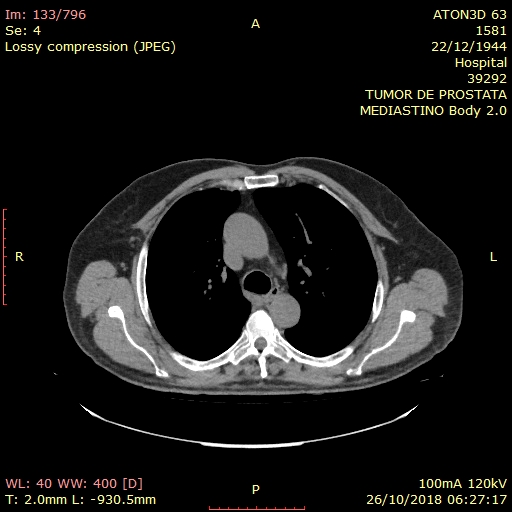 Im: 133/796
Se: 4
Lossy compression (JPEG)
A
ATON3D 63
1581
22/12/1944
Hospital
39292
TUMOR DE PROSTATA
MEDIASTINO Body 2.0
R
L
WL: 40 WW: 400 [D]
T: 2.0mm L: -930.5mm
P
100mA 120kV
26/10/2018 06:27:17